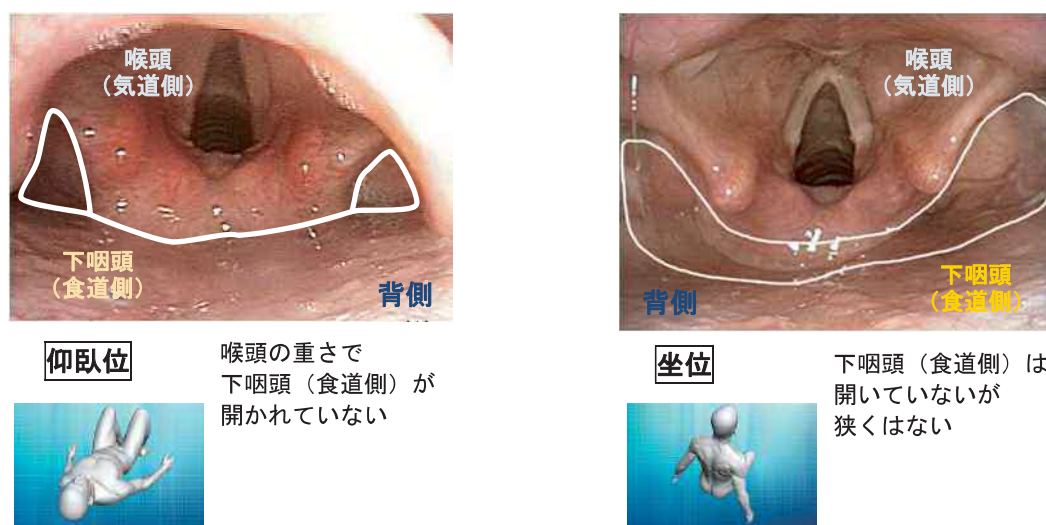 喉頭
（気道側）
下咽頭
（食道側）
背側
仰臥位
喉頭の重さで
下咽頭（食道側）が
開かれていない
喉頭
（気道側）
背側
下咽頭
（食道側）
坐位
下咽頭（食道側）は
開いていないが
狭くはない